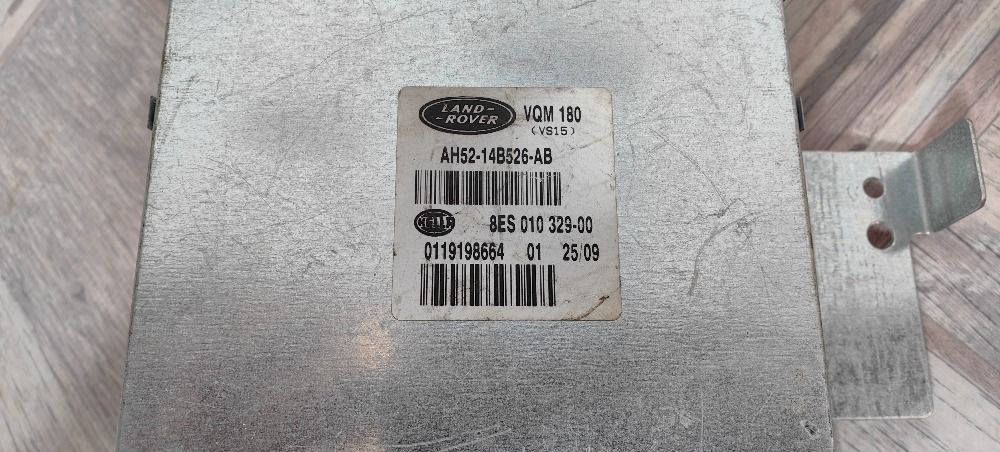 LAND-
-ROVER
VQM 180
(VS15)
AH52-14B526-AB
HELLA
8ES 010 329-00
0119198664 01 25/09